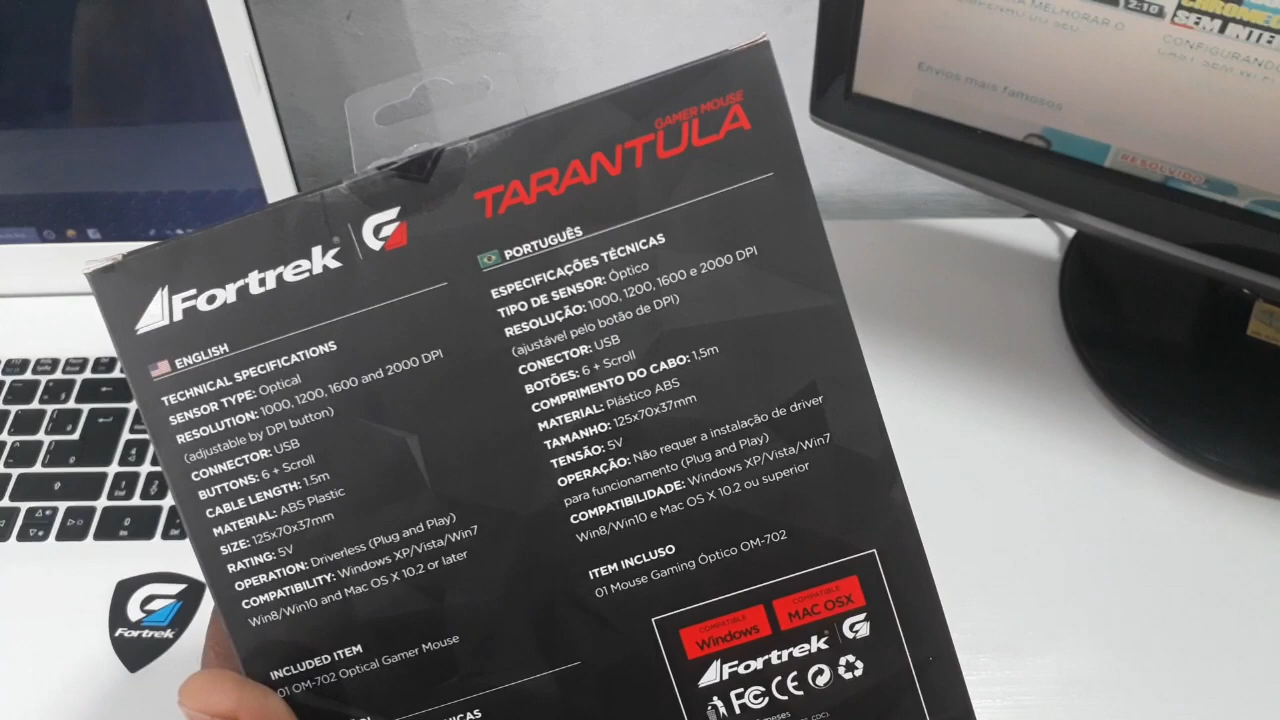 Fortrek
ENGLISH
TECHNICAL SPECIFICATIONS
SENSOR TYPE: Optical
RESOLUTION: 1000, 1200, 1600 and 2000 DPI
(adjustable by DPI button)
CONNECTOR: USB
BUTTONS: 6 + Scroll
CABLE LENGTH: 1.5m
MATERIAL: ABS Plastic
SIZE: 125x70x37mm
RATING: 5V
OPERATION: Driverless (Plug and Play)
COMPATIBILITY: Windows XP/Vista/Win7
Win8/Win10 and Mac OS X 10.2 or later
INCLUDED ITEM
01 OM-702 Optical Gamer Mouse
GAMER MOUSE
TARANTULA
PORTUGUÊS
ESPECIFICAÇÕES TÉCNICAS
TIPO DE SENSOR: Óptico
RESOLUÇÃO: 1000, 1200, 1600 e 2000 DPI
(ajustável pelo botão de DPI)
CONECTOR: USB
BOTÕES: 6 + Scroll
COMPRIMENTO DO CABO: 1,5m
MATERIAL: Plástico ABS
TAMANHO: 125x70x37mm
TENSÃO: 5V
OPERAÇÃO: Não requer a instalação de driver
para funcionamento (Plug and Play)
COMPATIBILIDADE: Windows XP/Vista/Win7
Win8/Win10 e Mac OS X 10.2 ou superior
ITEM INCLUSO
01 Mouse Gaming Óptico OM-702
COMPATIBLE
Windows
COMPATIBLE
MAC OSX
Fortrek
FC CE
meses
Fortrek
2:10
MELHORAR O
SEM INTE
CONFIGURANDO
Envios mais famosos
RESOLVIDO